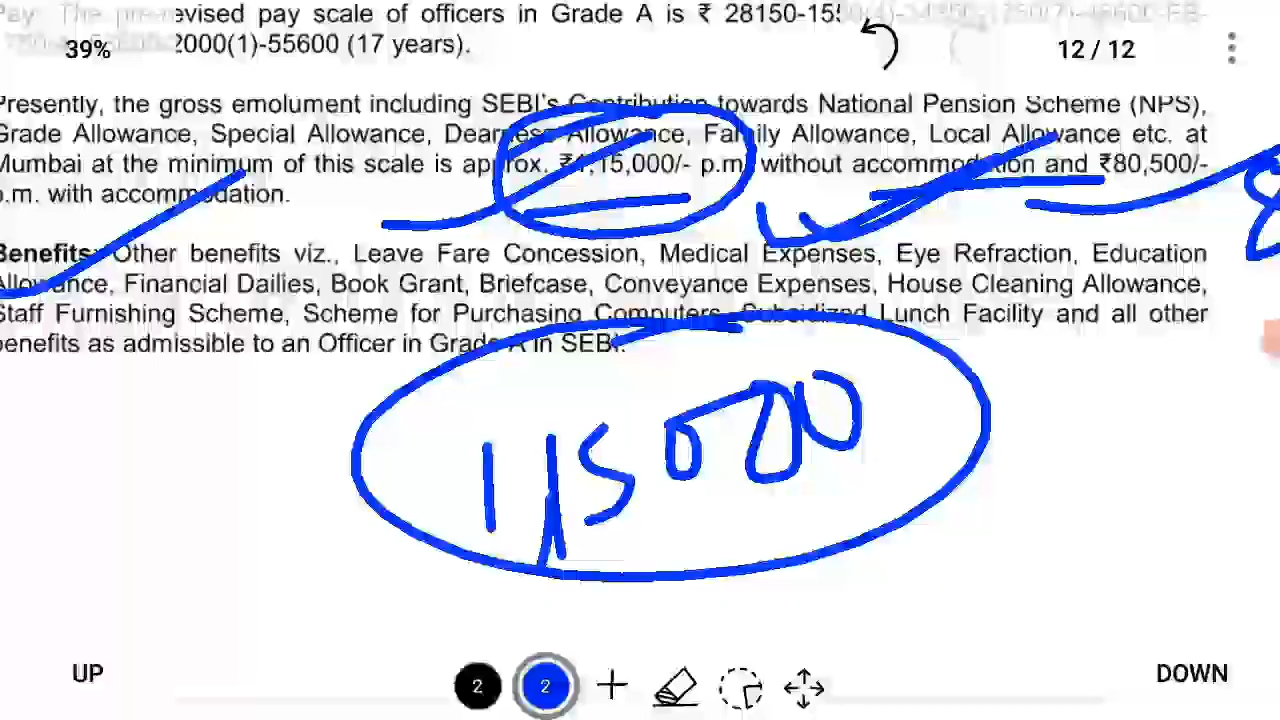 Pay: The pre-revised pay scale of officers in Grade A is ₹ 28150-155
39% 2000(1)-55600 (17 years). 12 / 12
Presently, the gross emolument including SEBI's Contribution towards National Pension Scheme (NPS),
Grade Allowance, Special Allowance, Dearness Allowance, Family Allowance, Local Allowance etc. at
Mumbai at the minimum of this scale is approx. ₹1,15,000/- p.m. without accommodation and ₹80,500/-
p.m. with accommodation.
Benefits: Other benefits viz., Leave Fare Concession, Medical Expenses, Eye Refraction, Education
Allowance, Financial Dailies, Book Grant, Briefcase, Conveyance Expenses, House Cleaning Allowance,
Staff Furnishing Scheme, Scheme for Purchasing Computers, Subsidized Lunch Facility and all other
benefits as admissible to an Officer in Grade A in SEBI.
1,15000
UP DOWN
2 2